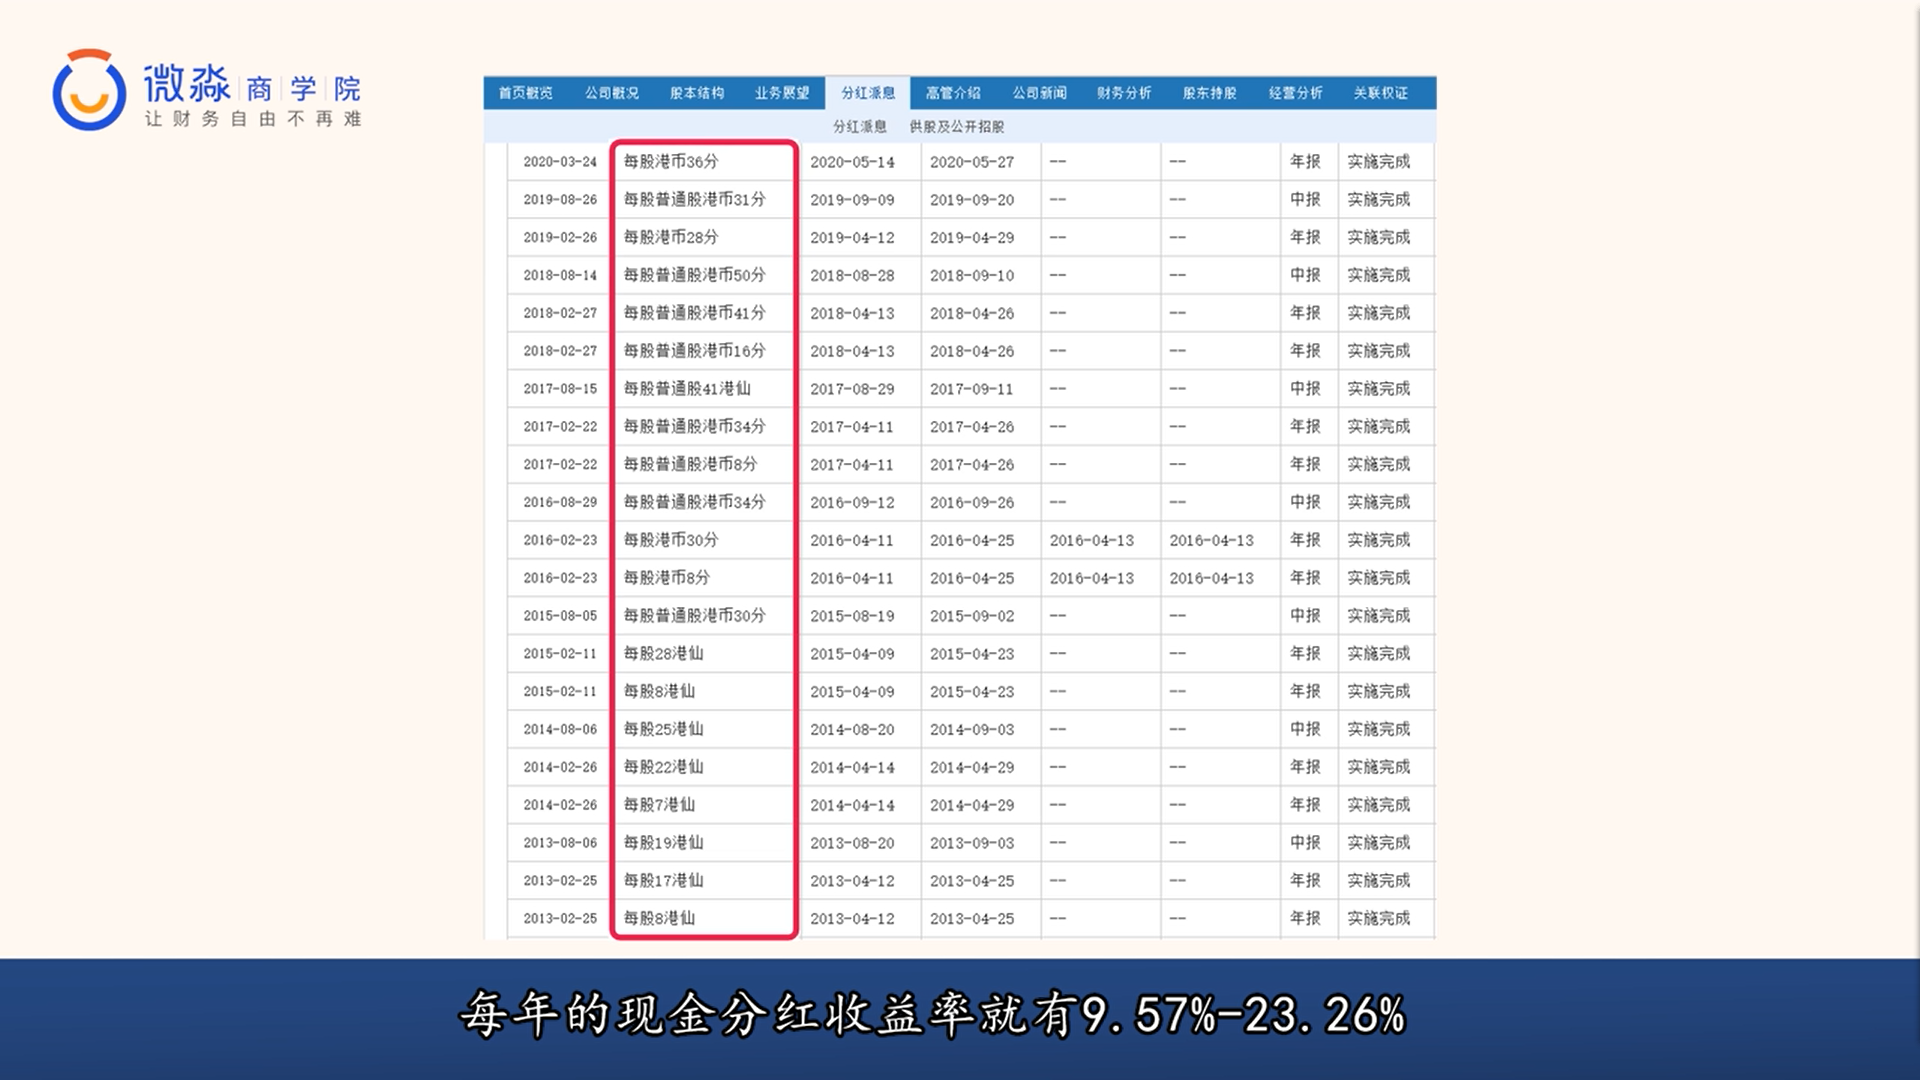 微淼 商 学 院
让财务自由不再难
首页概览 公司概况 股本结构 业务展望 分红派息 高管介绍 公司新闻 财务分析 股东持股 经营分析 关联权证
分红派息 供股及公开招股
2020-03-24 每股港币36分 2020-05-14 2020-05-27 -- -- 年报 实施完成
2019-08-26 每股普通股港币31分 2019-09-09 2019-09-20 -- -- 中报 实施完成
2019-02-26 每股港币28分 2019-04-12 2019-04-29 -- -- 年报 实施完成
2018-08-14 每股普通股港币50分 2018-08-28 2018-09-10 -- -- 中报 实施完成
2018-02-27 每股普通股港币41分 2018-04-13 2018-04-26 -- -- 年报 实施完成
2018-02-27 每股普通股港币16分 2018-04-13 2018-04-26 -- -- 年报 实施完成
2017-08-15 每股普通股41港仙 2017-08-29 2017-09-11 -- -- 中报 实施完成
2017-02-22 每股普通股港币34分 2017-04-11 2017-04-26 -- -- 年报 实施完成
2017-02-22 每股普通股港币8分 2017-04-11 2017-04-26 -- -- 年报 实施完成
2016-08-29 每股普通股港币34分 2016-09-12 2016-09-26 -- -- 中报 实施完成
2016-02-23 每股港币30分 2016-04-11 2016-04-25 2016-04-13 2016-04-13 年报 实施完成
2016-02-23 每股港币8分 2016-04-11 2016-04-25 2016-04-13 2016-04-13 年报 实施完成
2015-08-05 每股普通股港币30分 2015-08-19 2015-09-02 -- -- 中报 实施完成
2015-02-11 每股28港仙 2015-04-09 2015-04-23 -- -- 年报 实施完成
2015-02-11 每股8港仙 2015-04-09 2015-04-23 -- -- 年报 实施完成
2014-08-06 每股25港仙 2014-08-20 2014-09-03 -- -- 中报 实施完成
2014-02-26 每股22港仙 2014-04-14 2014-04-29 -- -- 年报 实施完成
2014-02-26 每股7港仙 2014-04-14 2014-04-29 -- -- 年报 实施完成
2013-08-06 每股19港仙 2013-08-20 2013-09-03 -- -- 中报 实施完成
2013-02-25 每股17港仙 2013-04-12 2013-04-25 -- -- 年报 实施完成
2013-02-25 每股8港仙 2013-04-12 2013-04-25 -- -- 年报 实施完成
每年的现金分红收益率就有9.57%-23.26%